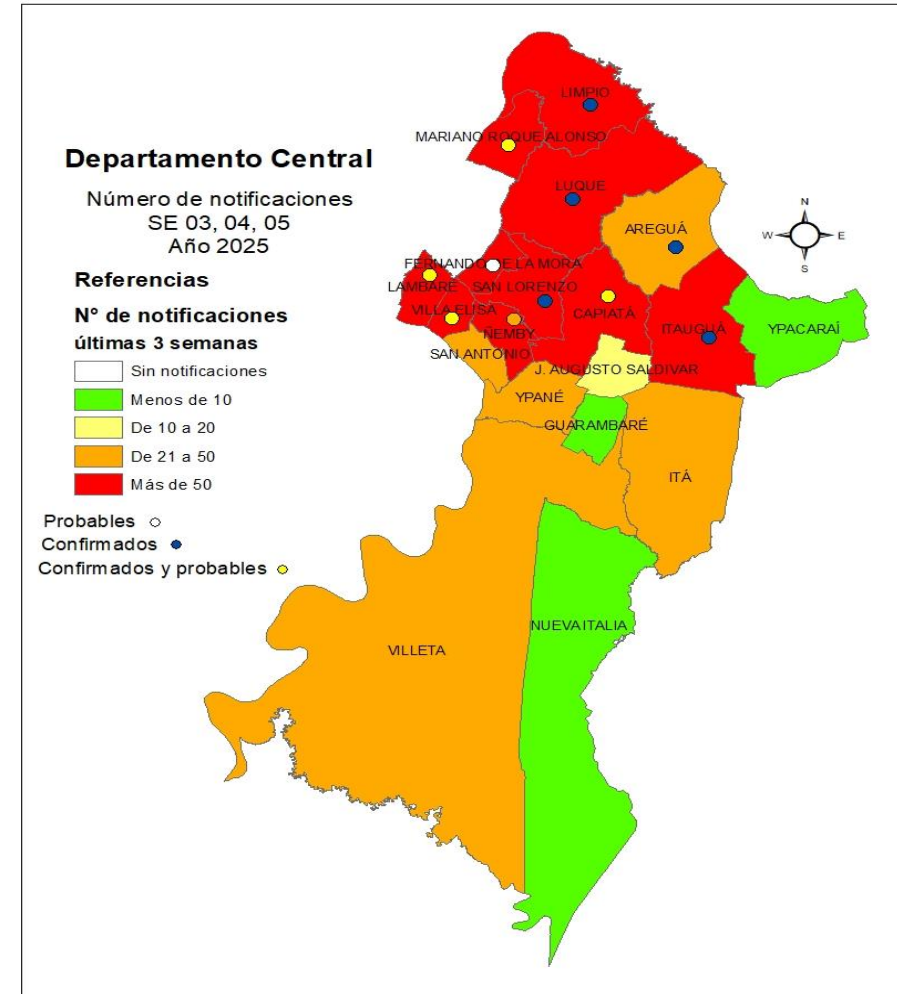 Departamento Central
Número de notificaciones
SE 03, 04, 05
Año 2025
Referencias
N° de notificaciones
últimas 3 semanas
Sin notificaciones
Menos de 10
De 10 a 20
De 21 a 50
Más de 50
Probables
Confirmados
Confirmados y probables
LIMPIO
MARIANO ROQUE ALONSO
LUQUE
AREGUÁ
N
W
E
S
FERNANDO DE LA MORA
LAMBARÉ
SAN LORENZO
VILLA ELISA
CAPIATÁ
ITAUGUÁ
YPACARAÍ
ÑEMBY
SAN ANTONIO
J. AUGUSTO SALDIVAR
YPANÉ
GUARAMBARÉ
ITÁ
NUEVA ITALIA
VILLETA